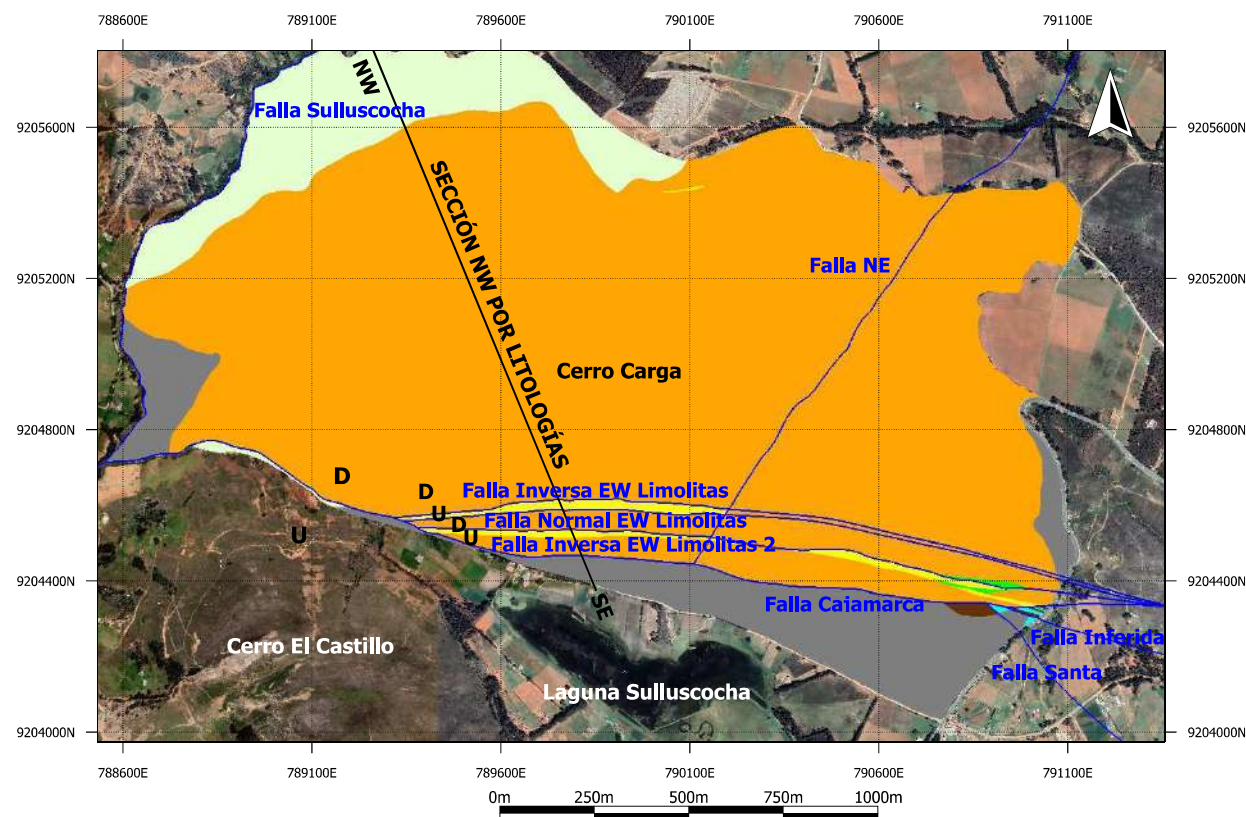 788600E 789100E 789600E 790100E 790600E 791100E
NW
Falla Sulluscocha
9205600N 9205600N
SECCIÓN NW POR LITOLOGÍAS
Falla NE
9205200N 9205200N
Cerro Carga
9204800N 9204800N
D
D
Falla Inversa EW Limolitas
U
D
Falla Normal EW Limolitas
U
U
Falla Inversa EW Limolitas 2
9204400N 9204400N
SE
Falla Caiamarca
Falla Inferida
Cerro El Castillo
Falla Santa
Laguna Sulluscocha
9204000N 9204000N
788600E 789100E 789600E 790100E 790600E 791100E
0m 250m 500m 750m 1000m